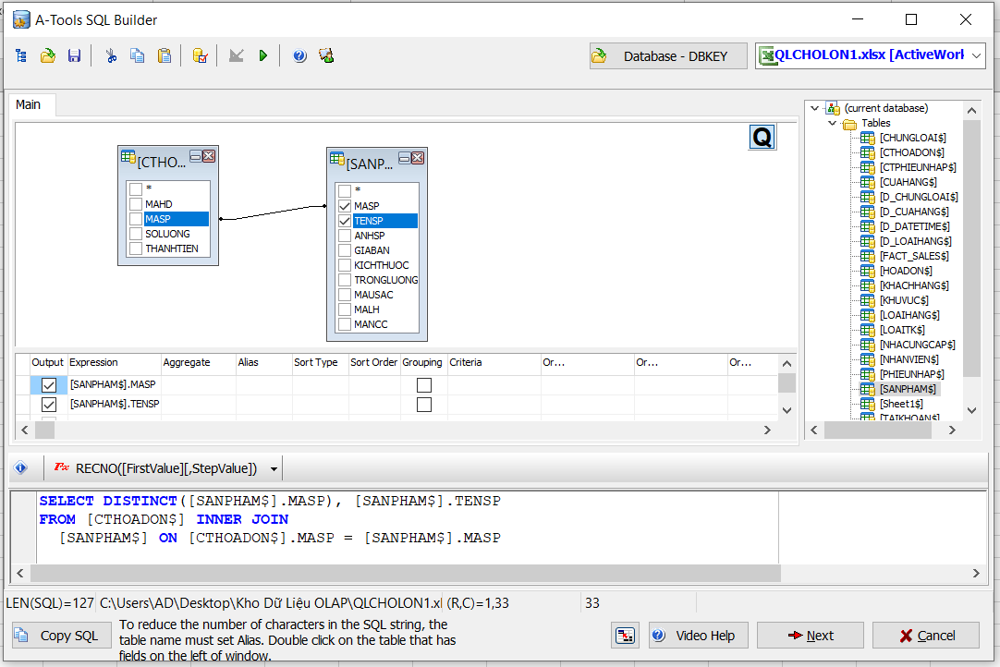 A-Tools SQL Builder
Database - DBKEY
QLCHOLON1.xlsx [ActiveWork
Main
Q
[CTHO...
*
MAHD
MASP
SOLUONG
THANHTIEN
[SANP...
*
MASP
TENSP
ANHSP
GIABAN
KICHTHUOC
TRONGLUONG
MAUSAC
MALH
MANCC
(current database)
Tables
[CHUNGLOAI$]
[CTHOADON$]
[CTPHIEUNHAP$]
[CUAHANG$]
[D_CHUNGLOAI$]
[D_CUAHANG$]
[D_DATETIME$]
[D_LOAIHANG$]
[FACT_SALES$]
[HOADON$]
[KHACHHANG$]
[KHUVUC$]
[LOAIHANG$]
[LOAITK$]
[NHACUNGCAP$]
[NHANVIEN$]
[PHIEUNHAP$]
[SANPHAM$]
[Sheet1$]
[TAIKHOAN$]
Output Expression Aggregate Alias Sort Type Sort Order Grouping Criteria Or... Or... Or...
[SANPHAM$].MASP
[SANPHAM$].TENSP
Fx RECNO([FirstValue][,StepValue])
SELECT DISTINCT([SANPHAM$].MASP), [SANPHAM$].TENSP
FROM [CTHOADON$] INNER JOIN
[SANPHAM$] ON [CTHOADON$].MASP = [SANPHAM$].MASP
LEN(SQL)=127 C:\Users\AD\Desktop\Kho Dữ Liệu OLAP\QLCHOLON1.xl (R,C)=1,33 33
Copy SQL
To reduce the number of characters in the SQL string, the
table name must set Alias. Double click on the table that has
fields on the left of window.
Video Help
Next
Cancel